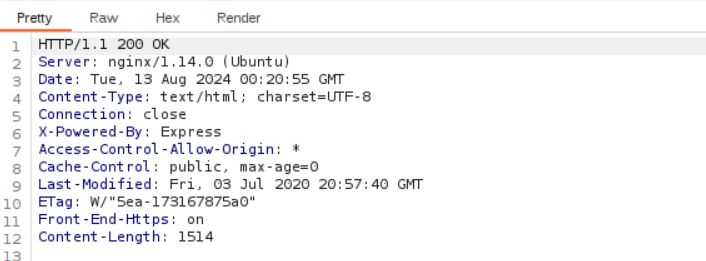 Pretty Raw Hex Render
1 HTTP/1.1 200 OK
2 Server: nginx/1.14.0 (Ubuntu)
3 Date: Tue, 13 Aug 2024 00:20:55 GMT
4 Content-Type: text/html; charset=UTF-8
5 Connection: close
6 X-Powered-By: Express
7 Access-Control-Allow-Origin: *
8 Cache-Control: public, max-age=0
9 Last-Modified: Fri, 03 Jul 2020 20:57:40 GMT
10 ETag: W/"5ea-173167875a0"
11 Front-End-Https: on
12 Content-Length: 1514
13